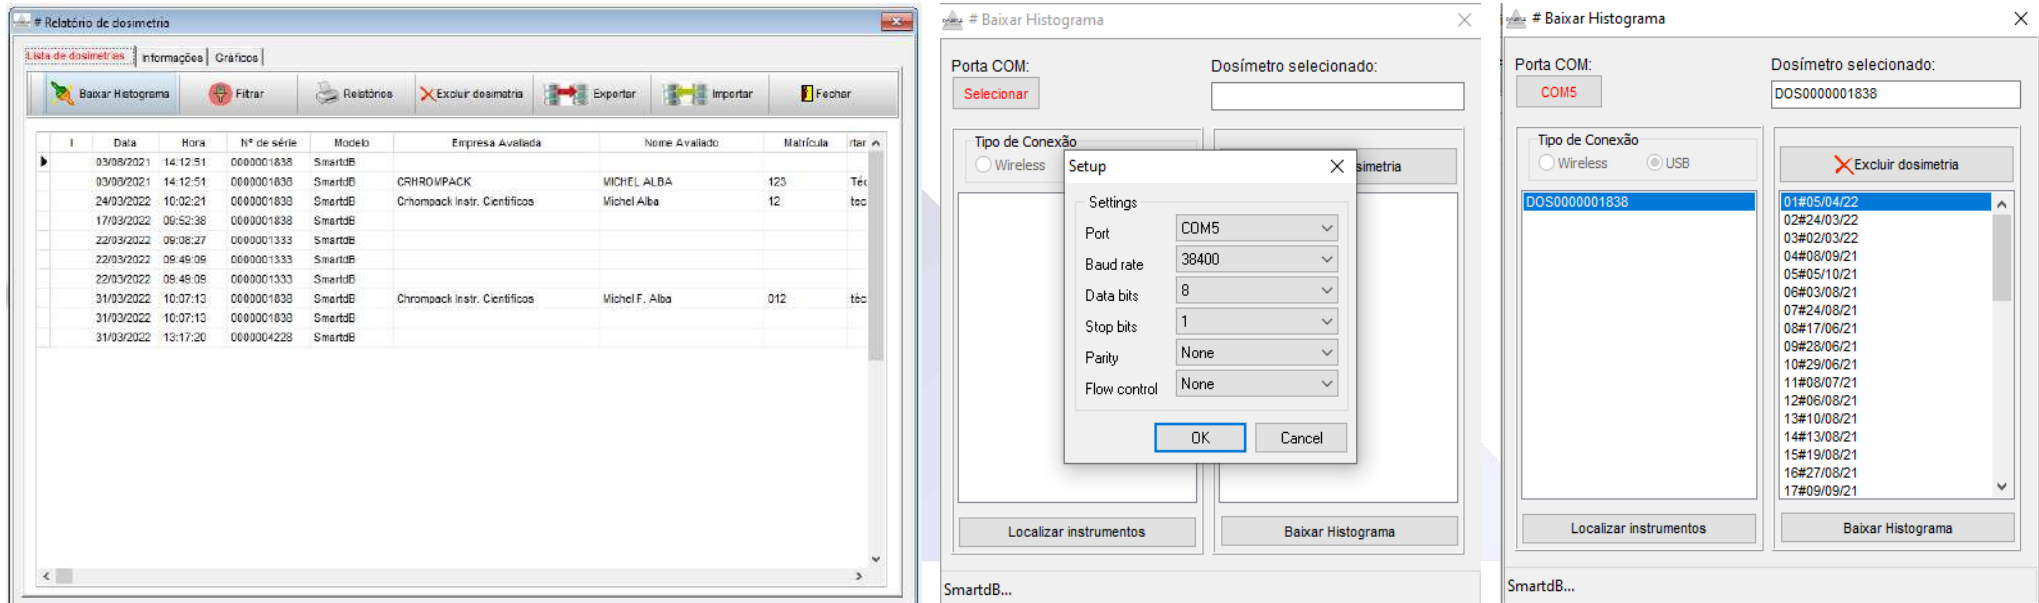 # Relatório de dosimetria
Lista de dosimetrias Informações Gráficos
Baixar Histograma Filtrar Relatórios Excluir dosimatria Exportar Importar Fechar
I Data Hora Nº de série Modelo Empresa Avaliada Nome Avaliado Matrícula rtar
03/08/2021 14:12:51 0000001838 SmartdB
03/08/2021 14:12:51 0000001838 SmartdB CRHROMPACK MICHEL ALBA 123 Téc
24/03/2022 10:02:21 0000001838 SmartdB Crhompack Instr. Científicos Michel Alba 12 tec
17/03/2022 09:52:38 0000001838 SmartdB
22/03/2022 09:08:27 0000001333 SmartdB
22/03/2022 09:49:09 0000001333 SmartdB
22/03/2022 09:49:09 0000001333 SmartdB
31/03/2022 10:07:13 0000001838 SmartdB Chrompack Instr. Científicos Michel F. Alba 012 téc
31/03/2022 10:07:13 0000001838 SmartdB
31/03/2022 13:17:20 0000004228 SmartdB
# Baixar Histograma
Porta COM: Dosímetro selecionado:
Selecionar
Tipo de Conexão
Wireless simetria
Setup
Settings
Port COM5
Baud rate 38400
Data bits 8
Stop bits 1
Parity None
Flow control None
OK Cancel
Localizar instrumentos Baixar Histograma
SmartdB...
# Baixar Histograma
Porta COM: Dosímetro selecionado:
COM5 DOS0000001838
Tipo de Conexão
Wireless USB Excluir dosimetria
DOS0000001838
01#05/04/22
02#24/03/22
03#02/03/22
04#08/09/21
05#05/10/21
06#03/08/21
07#24/08/21
08#17/06/21
09#28/06/21
10#29/06/21
11#08/07/21
12#06/08/21
13#10/08/21
14#13/08/21
15#19/08/21
16#27/08/21
17#09/09/21
Localizar instrumentos Baixar Histograma
SmartdB...